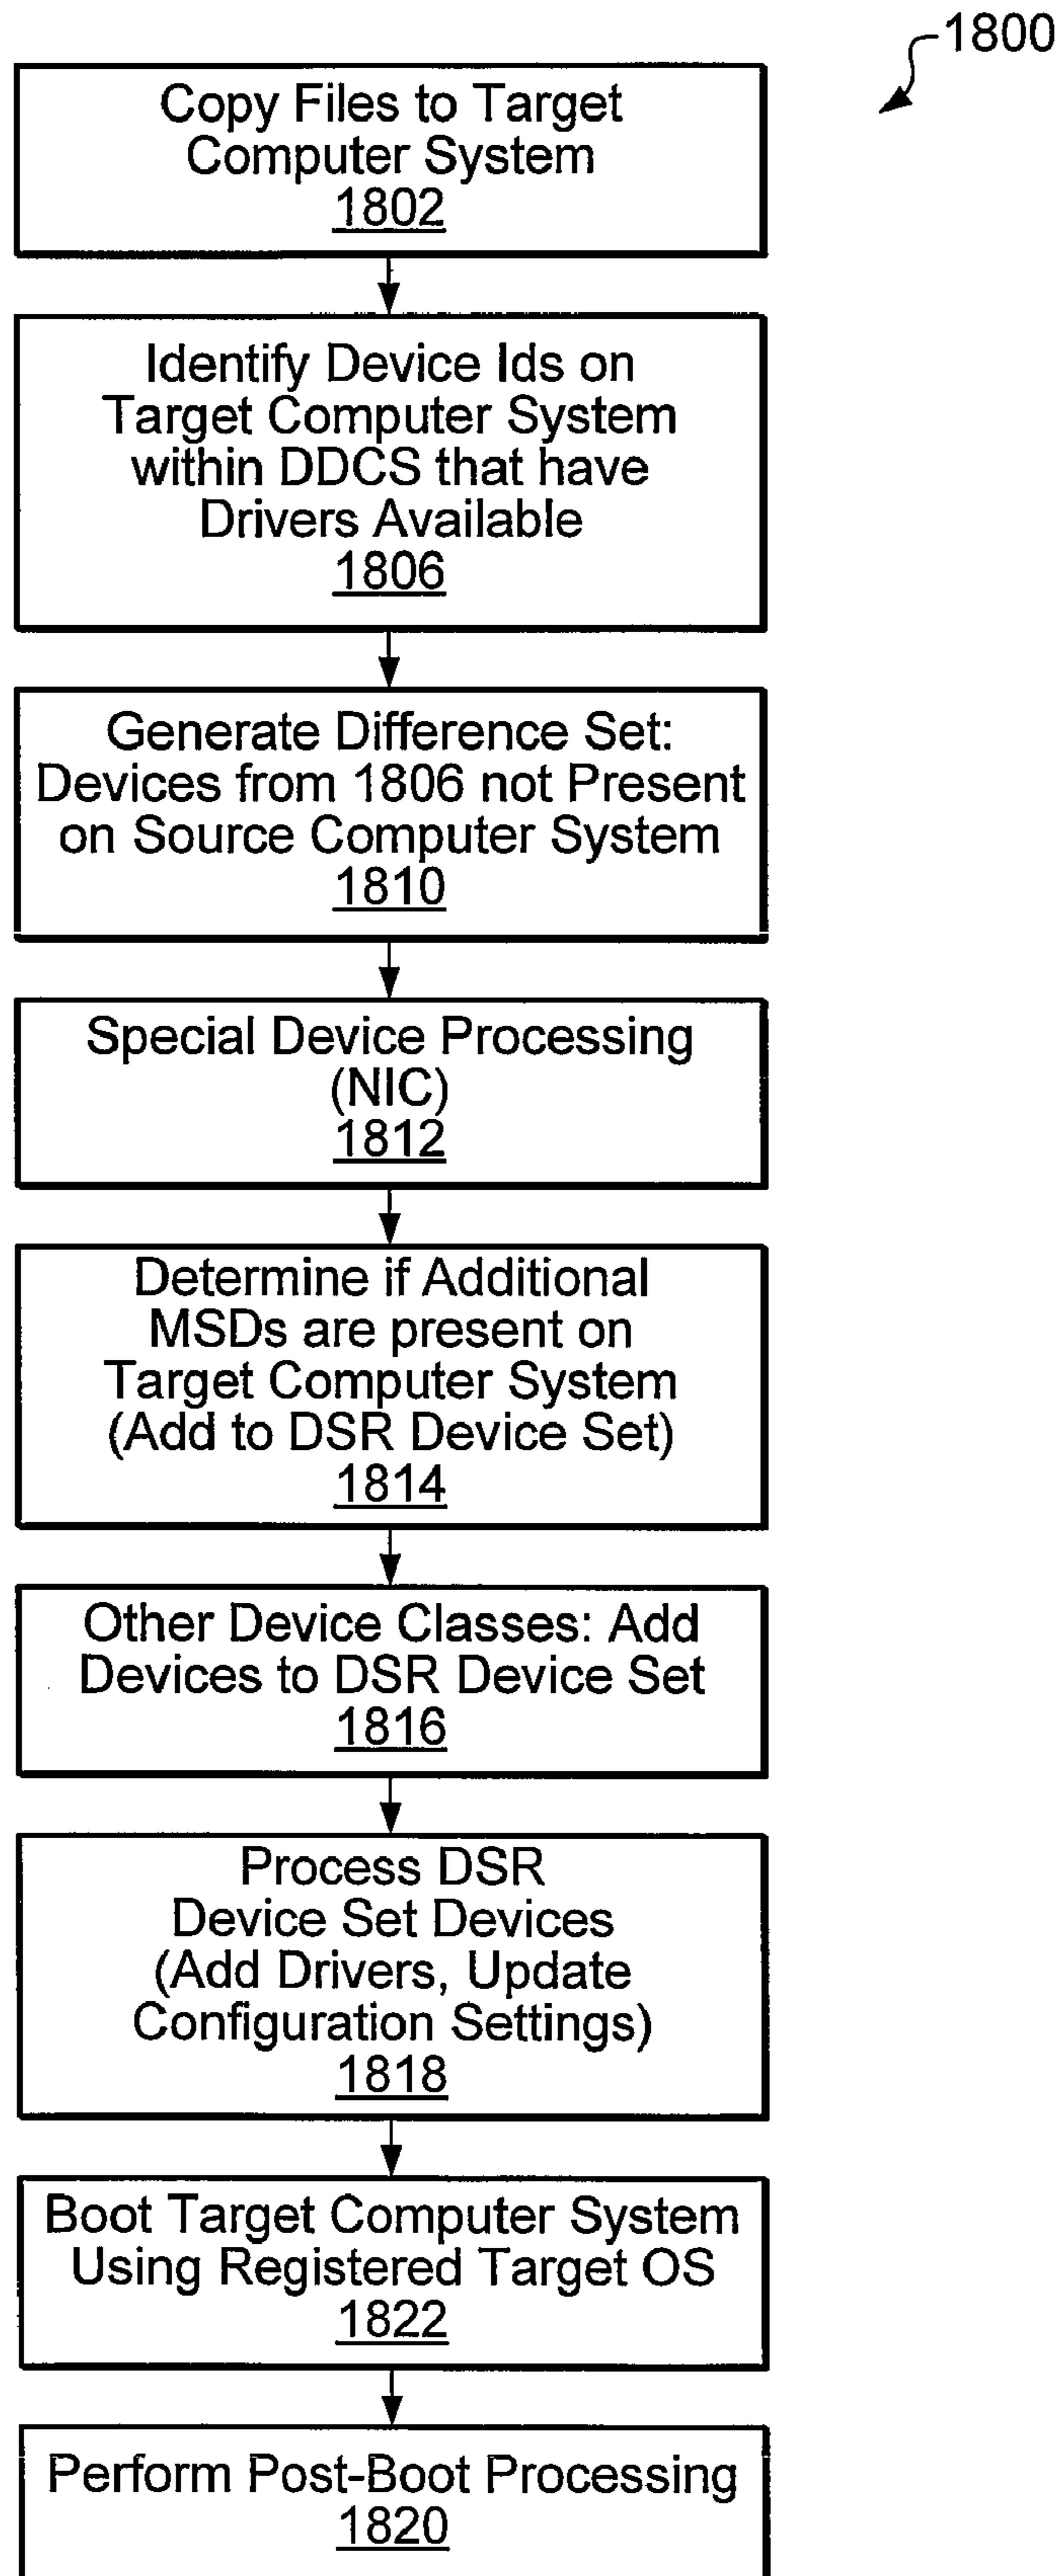 1800
Copy Files to Target
Computer System
1802
Identify Device Ids on
Target Computer System
within DDCS that have
Drivers Available
1806
Generate Difference Set:
Devices from 1806 not Present
on Source Computer System
1810
Special Device Processing
(NIC)
1812
Determine if Additional
MSDs are present on
Target Computer System
(Add to DSR Device Set)
1814
Other Device Classes: Add
Devices to DSR Device Set
1816
Process DSR
Device Set Devices
(Add Drivers, Update
Configuration Settings)
1818
Boot Target Computer System
Using Registered Target OS
1822
Perform Post-Boot Processing
1820